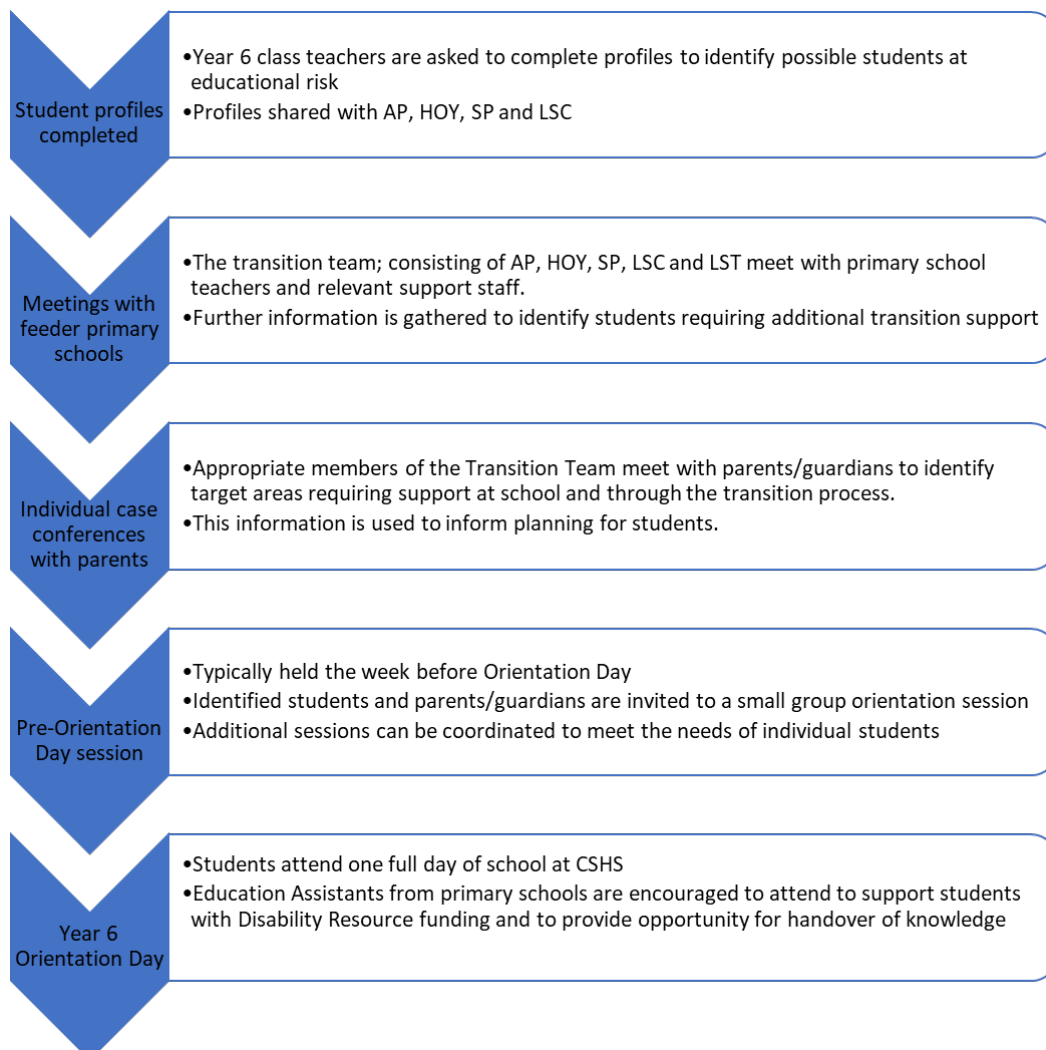 Student profiles
completed
•Year 6 class teachers are asked to complete profiles to identify possible students at
educational risk
•Profiles shared with AP, HOY, SP and LSC
Meetings with
feeder primary
schools
•The transition team; consisting of AP, HOY, SP, LSC and LST meet with primary school
teachers and relevant support staff.
•Further information is gathered to identify students requiring additional transition support
Individual case
conferences
with parents
•Appropriate members of the Transition Team meet with parents/guardians to identify
target areas requiring support at school and through the transition process.
•This information is used to inform planning for students.
Pre-Orientation
Day session
•Typically held the week before Orientation Day
•Identified students and parents/guardians are invited to a small group orientation session
•Additional sessions can be coordinated to meet the needs of individual students
Year 6
Orientation Day
•Students attend one full day of school at CSHS
•Education Assistants from primary schools are encouraged to attend to support students
with Disability Resource funding and to provide opportunity for handover of knowledge